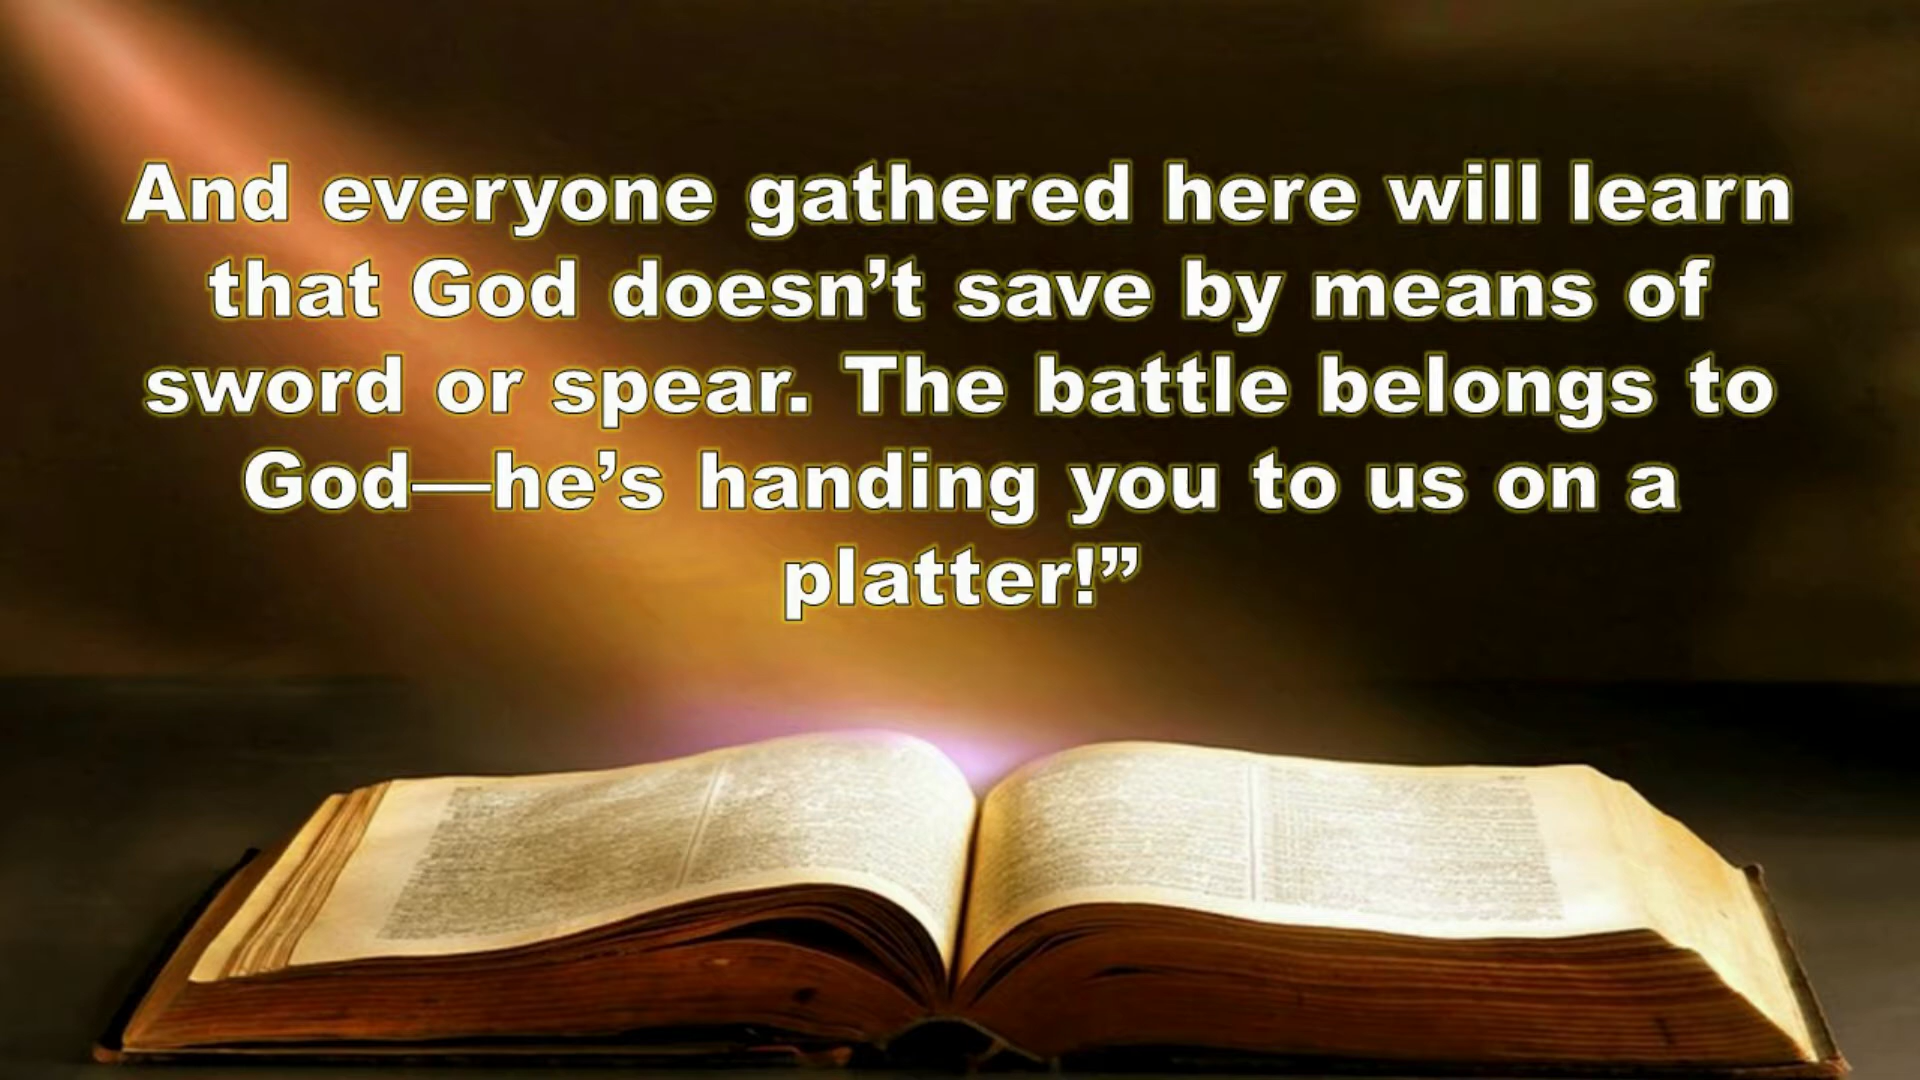 And everyone gathered here will learn
that God doesn’t save by means of
sword or spear. The battle belongs to
God—he’s handing you to us on a
platter!”